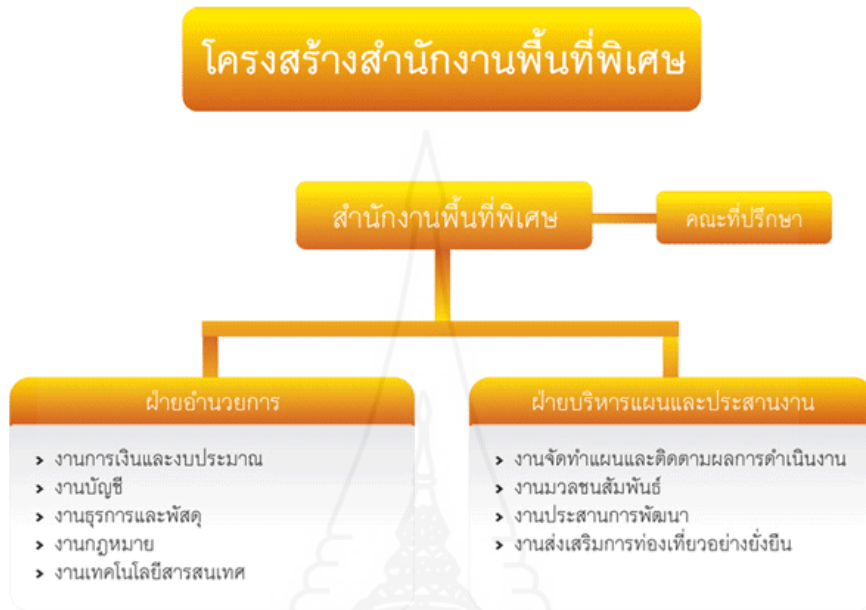 โครงสร้างสำนักงานพื้นที่พิเศษ
สำนักงานพื้นที่พิเศษ
คณะที่ปรึกษา
ฝ่ายอำนวยการ
งานการเงินและงบประมาณ
งานบัญชี
งานธุรการและพัสดุ
งานกฎหมาย
งานเทคโนโลยีสารสนเทศ
ฝ่ายบริหารแผนและประสานงาน
งานจัดทำแผนและติดตามผลการดำเนินงาน
งานมวลชนสัมพันธ์
งานประสานการพัฒนา
งานส่งเสริมการท่องเที่ยวอย่างยั่งยืน